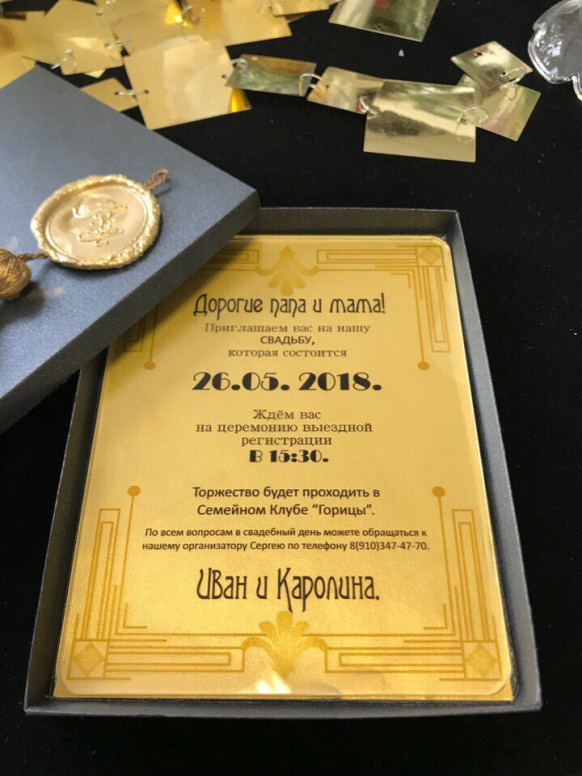 Дорогие папа и мама!
Приглашаем вас на нашу
СВАДЬБУ,
которая состоится
26.05. 2018.
Ждём вас
на церемонию выездной
регистрации
В 15:30.
Торжество будет проходить в
Семейном Клубе “Горицы”.
По всем вопросам в свадебный день можете обращаться к
нашему организатору Сергею по телефону 8(910)347-47-70.
Иван и Каролина.